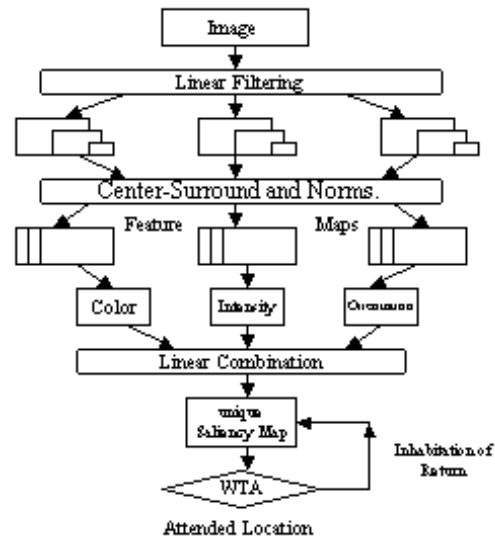 Image
Linear Filtering
Center-Surround and Norms.
Feature Maps
Color
Intensity
Orientation
Linear Combination
unique
Saliency Map
Inhabitation of
Return
WTA
Attended Location